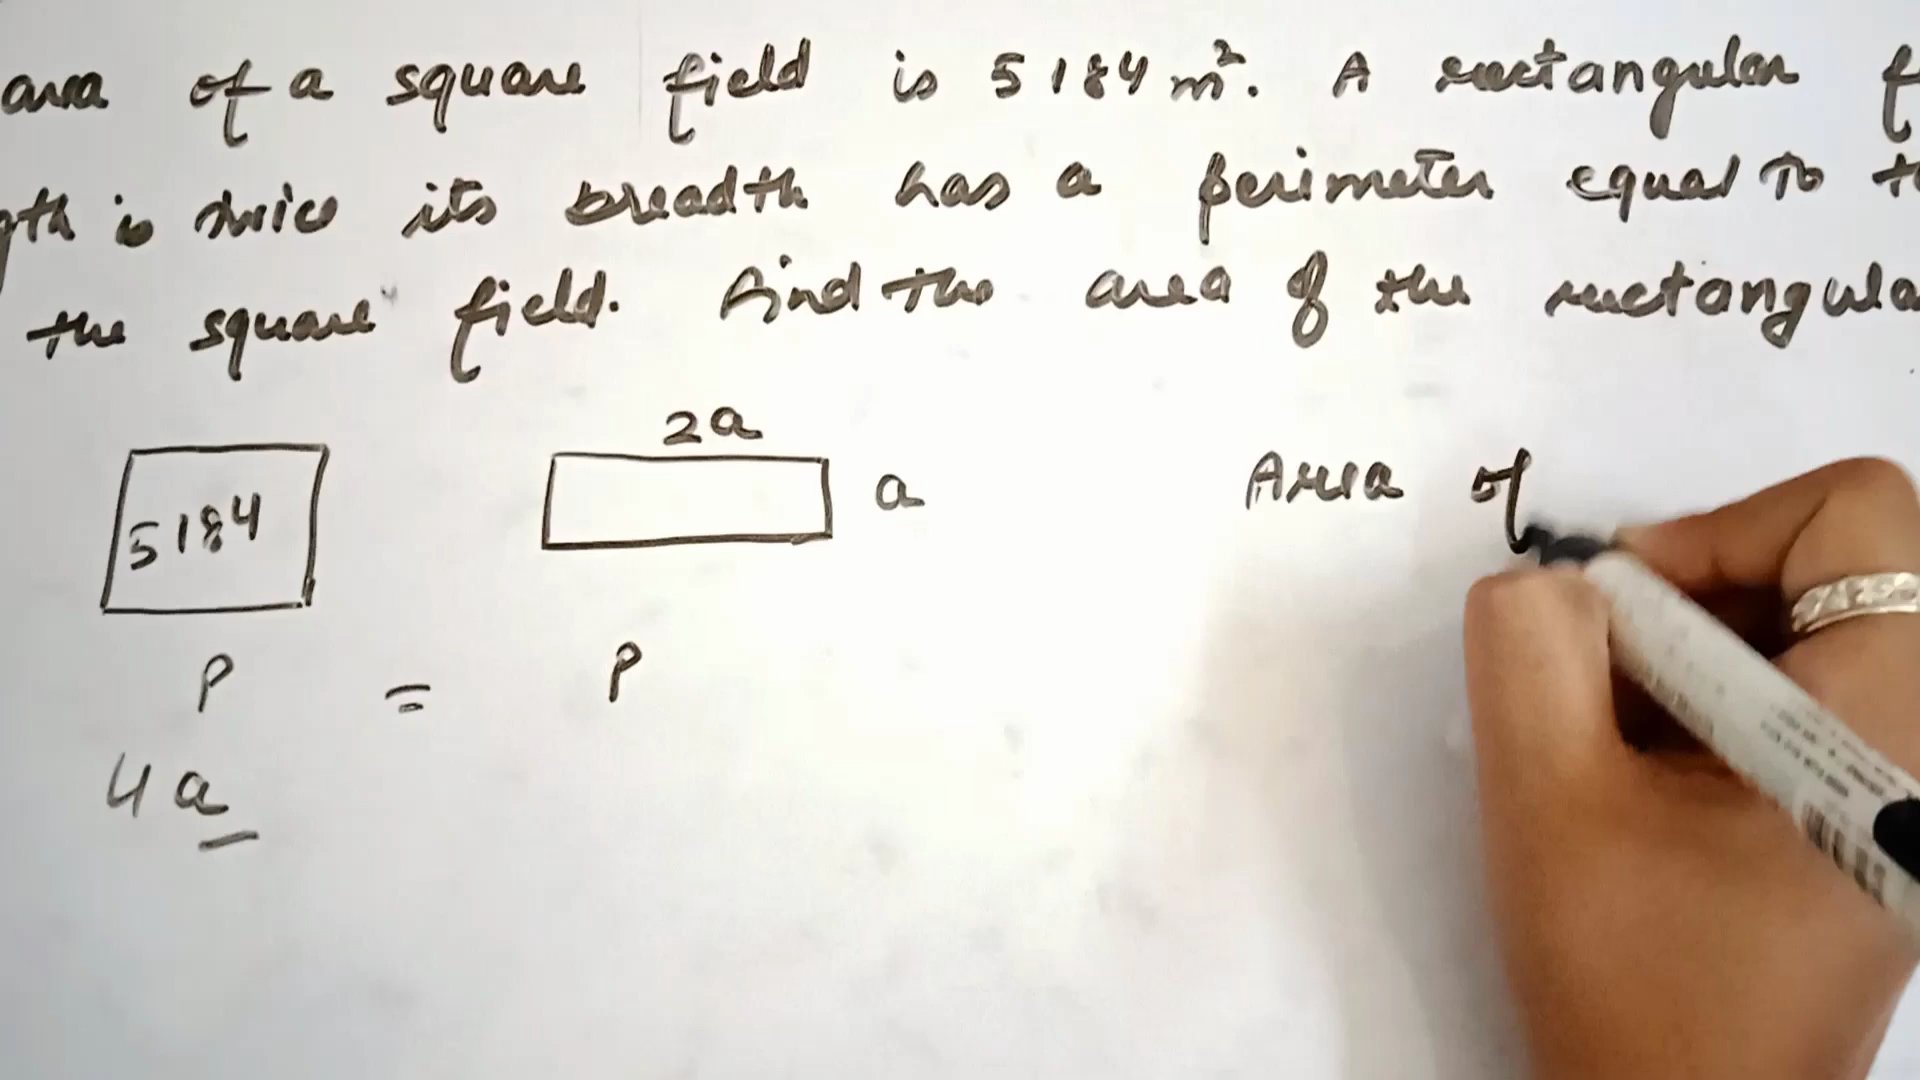 area of a square field is 5184 m². A rectangular f
gth is twice its breadth has a perimeter equal to t
the square field. Find the area of the rectangula
2a
5184
a
Area of
P = P
4a